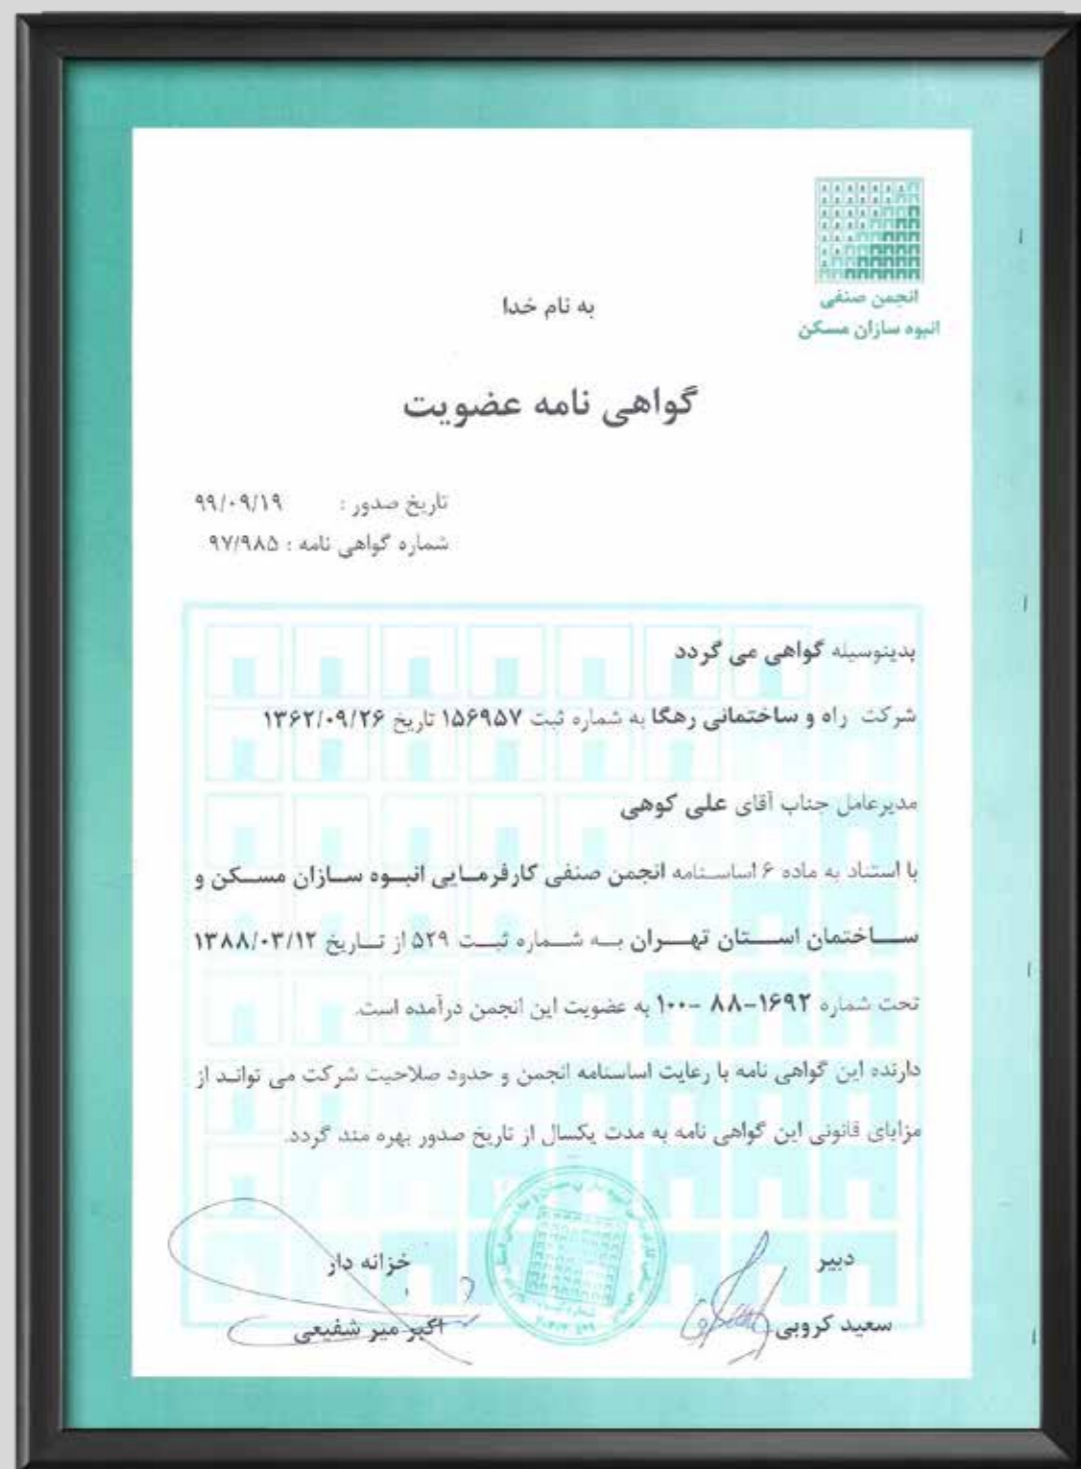 انجمن صنفی
انبوه سازان مسکن
به نام خدا
گواهی نامه عضویت
تاریخ صدور : ۹۹/۰۹/۱۹
شماره گواهی نامه : ۹۷/۹۸۵
بدینوسیله گواهی می گردد
شرکت راه و ساختمانی رهگا به شماره ثبت ۱۵۶۹۵۷ تاریخ ۱۳۶۲/۰۹/۲۶
مدیرعامل جناب آقای علی کوهی
با استناد به ماده ۶ اساسنامه انجمن صنفی کارفرمایی انبوه سازان مسکن و
ساختمان استان تهران به شماره ثبت ۵۲۹ از تاریخ ۱۳۸۸/۰۳/۱۲
تحت شماره ۱۶۹۲-۸۸ -۱۰۰ به عضویت این انجمن درآمده است.
دارنده این گواهی نامه با رعایت اساسنامه انجمن و حدود صلاحیت شرکت می تواند از
مزایای قانونی این گواهی نامه به مدت یکسال از تاریخ صدور بهره مند گردد.
دبیر
خزانه دار
سعید کروبی
اکبر میر شفیعی